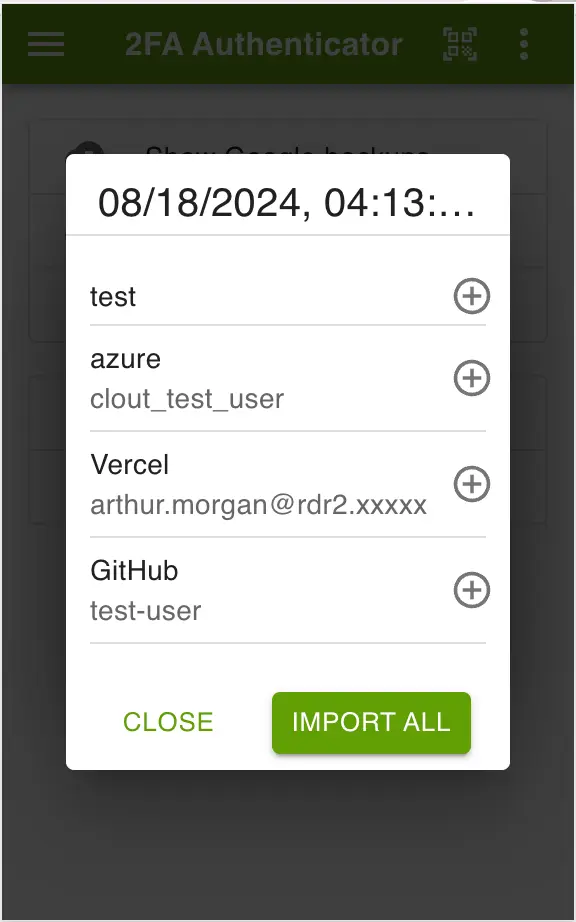 2FA Authenticator
Show Google backups
08/18/2024, 04:13:...
test
azure
clout_test_user
Vercel
arthur.morgan@rdr2.xxxxx
GitHub
test-user
CLOSE
IMPORT ALL